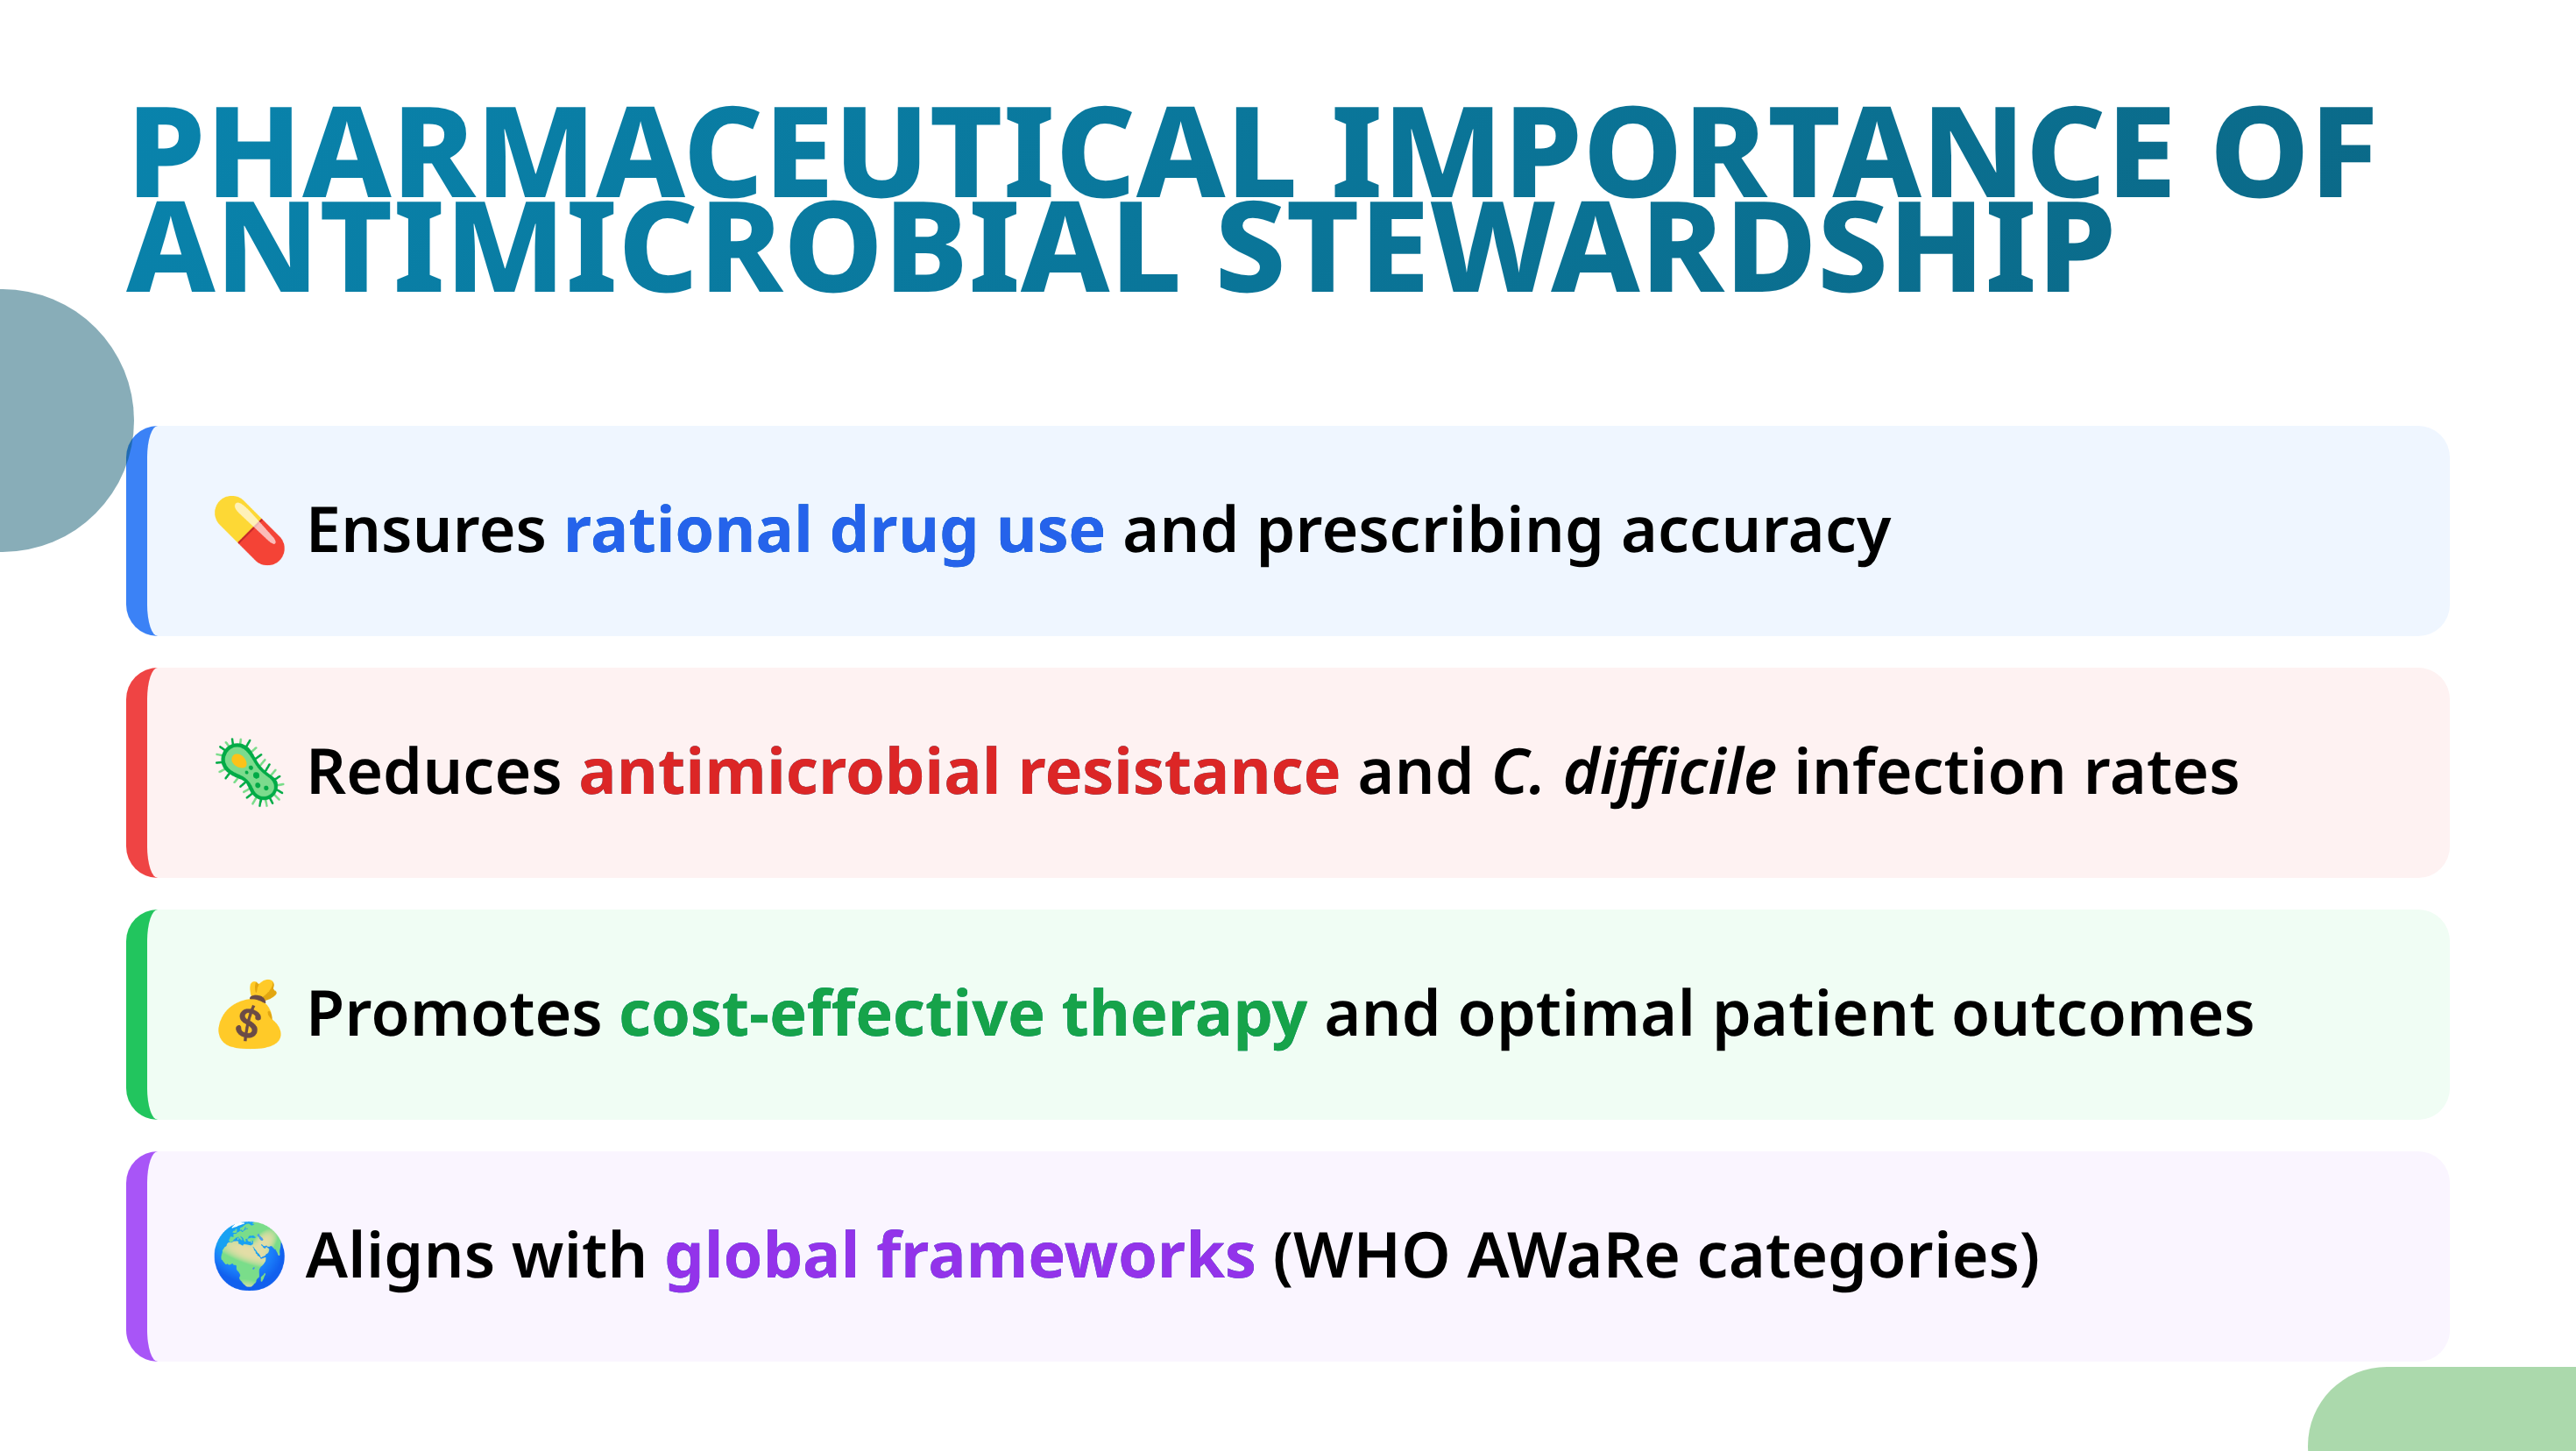 PHARMACEUTICAL IMPORTANCE OF
ANTIMICROBIAL STEWARDSHIP
💊 Ensures rational drug use and prescribing accuracy
🦠 Reduces antimicrobial resistance and C. difficile infection rates
💰 Promotes cost-effective therapy and optimal patient outcomes
🌍 Aligns with global frameworks (WHO AWaRe categories)